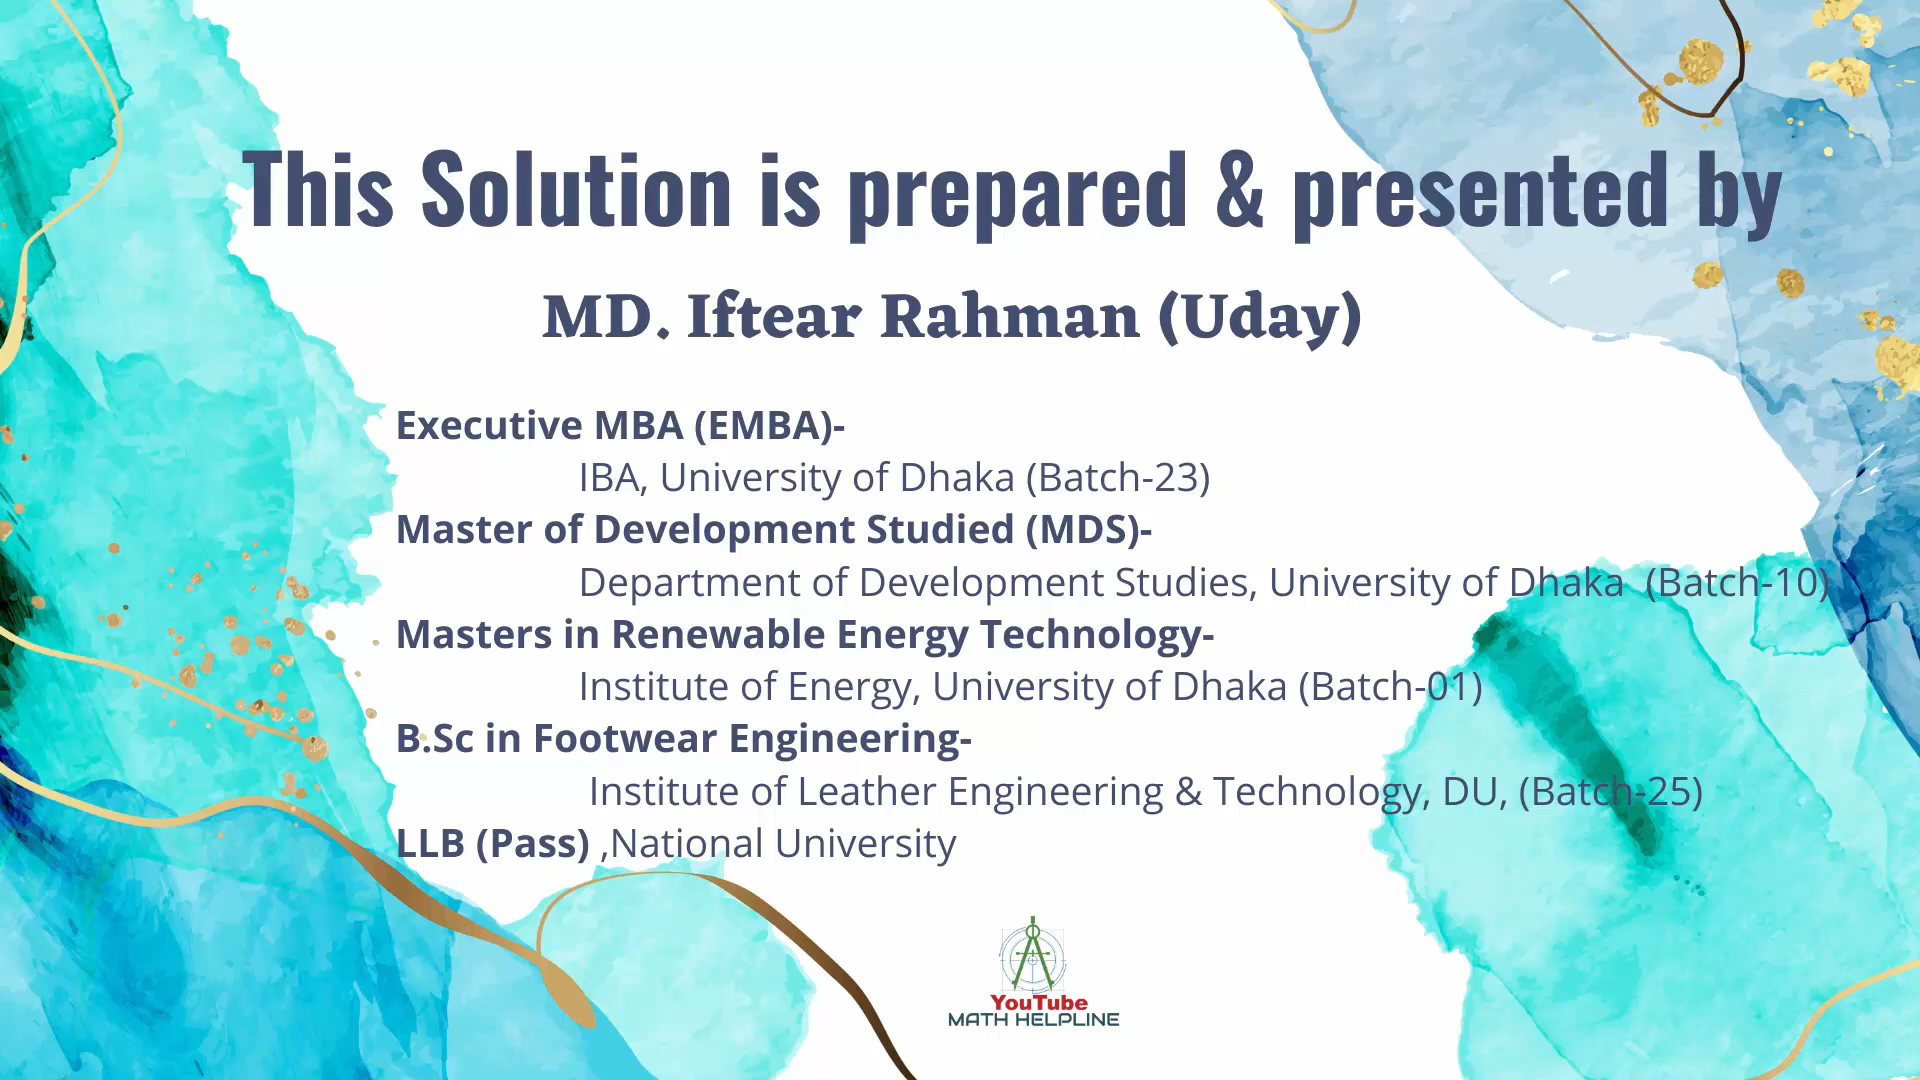 This Solution is prepared & presented by
MD. Iftear Rahman (Uday)
Executive MBA (EMBA)-
IBA, University of Dhaka (Batch-23)
Master of Development Studied (MDS)-
Department of Development Studies, University of Dhaka (Batch-10)
Masters in Renewable Energy Technology-
Institute of Energy, University of Dhaka (Batch-01)
B.Sc in Footwear Engineering-
Institute of Leather Engineering & Technology, DU, (Batch-25)
LLB (Pass) ,National University
YouTube
MATH HELPLINE